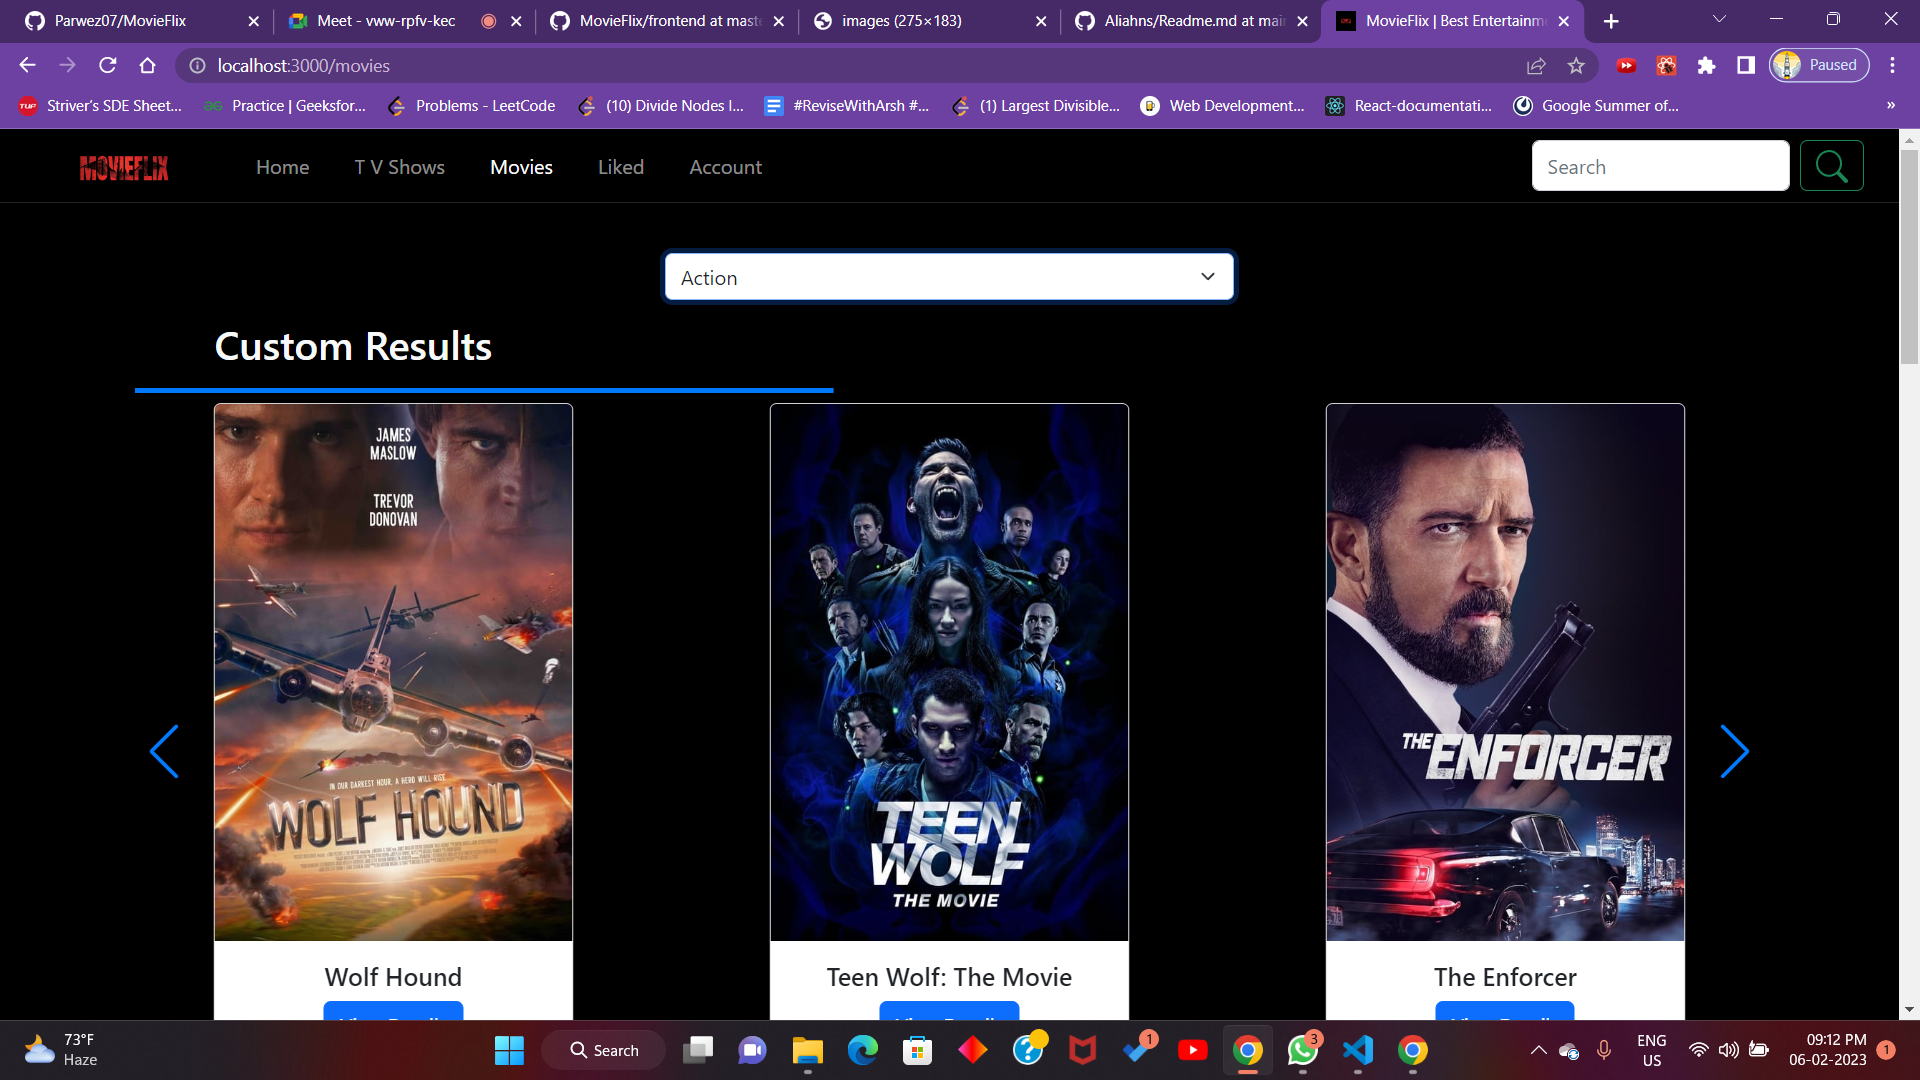 Parwez07/MovieFlix
Meet - vww-rpfv-kec
MovieFlix/frontend at mast
images (275×183)
Aliahns/Readme.md at mai
MovieFlix | Best Entertainm
localhost:3000/movies
Paused
TUF Striver's SDE Sheet...
Practice | Geeksfor...
Problems - LeetCode
(10) Divide Nodes I...
#ReviseWithArsh #...
(1) Largest Divisible...
Web Development...
React-documentati...
Google Summer of...
»
MOVIEFLIX
Home
T V Shows
Movies
Liked
Account
Search
Action
Custom Results
JAMES
MASLOW
TREVOR
DONOVAN
IN OUR DARKEST HOUR, A HERO WILL RISE
WOLF HOUND
TEEN
WOLF
THE MOVIE
THE ENFORCER
Wolf Hound
Teen Wolf: The Movie
The Enforcer
73°F
Haze
Search
1
3
ENG
US
09:12 PM
06-02-2023
1